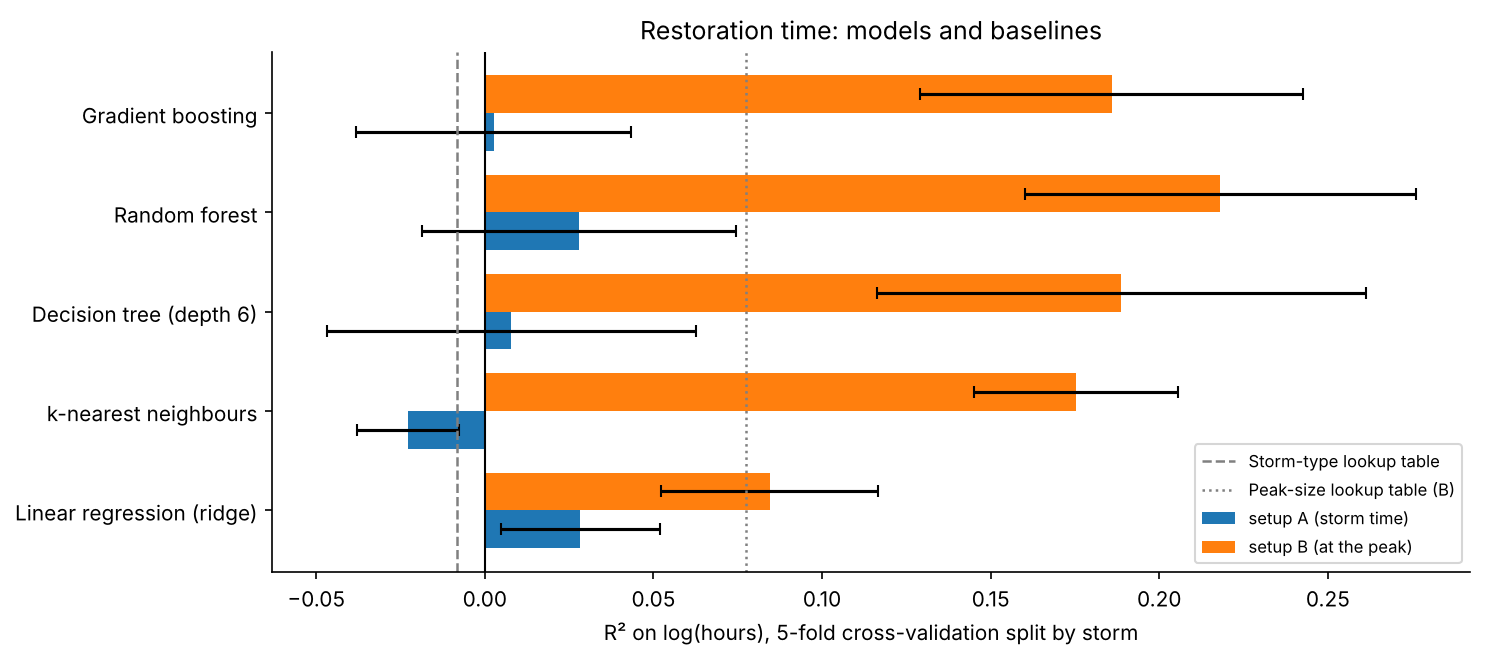 Restoration time: models and baselines
Gradient boosting
Random forest
Decision tree (depth 6)
k-nearest neighbours
Linear regression (ridge)
Storm-type lookup table
Peak-size lookup table (B)
setup A (storm time)
setup B (at the peak)
−0.05 0.00 0.05 0.10 0.15 0.20 0.25
R² on log(hours), 5-fold cross-validation split by storm